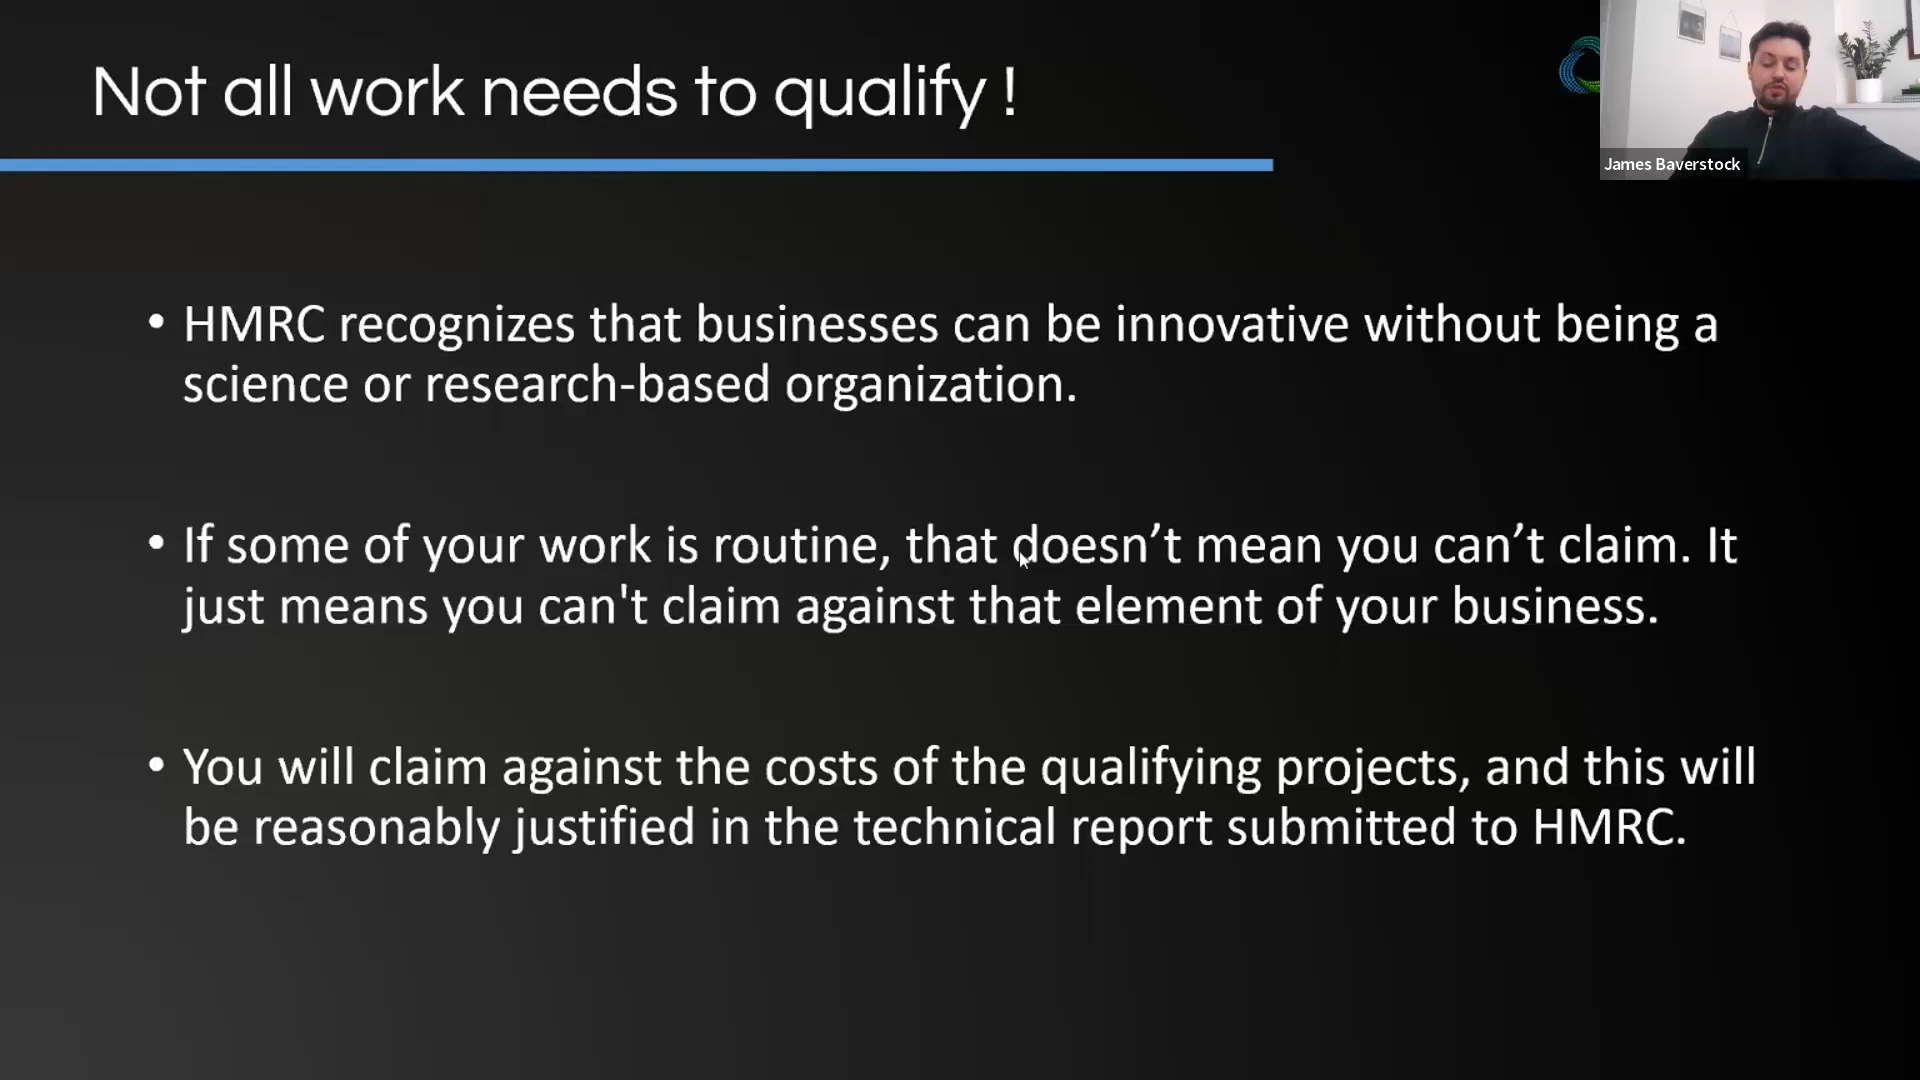 Not all work needs to qualify !
James Baverstock
• HMRC recognizes that businesses can be innovative without being a
science or research-based organization.
• If some of your work is routine, that doesn’t mean you can’t claim. It
just means you can't claim against that element of your business.
• You will claim against the costs of the qualifying projects, and this will
be reasonably justified in the technical report submitted to HMRC.